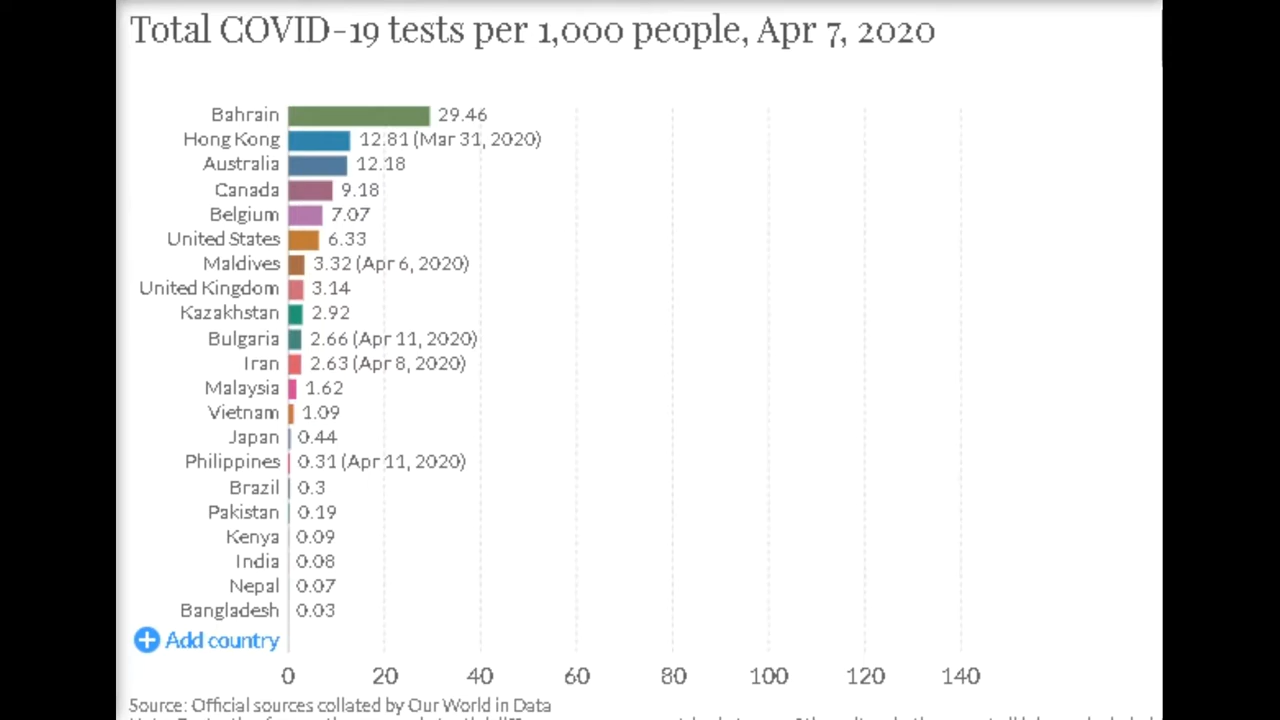 Total COVID-19 tests per 1,000 people, Apr 7, 2020
Bahrain 29.46
Hong Kong 12.81 (Mar 31, 2020)
Australia 12.18
Canada 9.18
Belgium 7.07
United States 6.33
Maldives 3.32 (Apr 6, 2020)
United Kingdom 3.14
Kazakhstan 2.92
Bulgaria 2.66 (Apr 11, 2020)
Iran 2.63 (Apr 8, 2020)
Malaysia 1.62
Vietnam 1.09
Japan 0.44
Philippines 0.31 (Apr 11, 2020)
Brazil 0.3
Pakistan 0.19
Kenya 0.09
India 0.08
Nepal 0.07
Bangladesh 0.03
Add country
0 20 40 60 80 100 120 140
Source: Official sources collated by Our World in Data